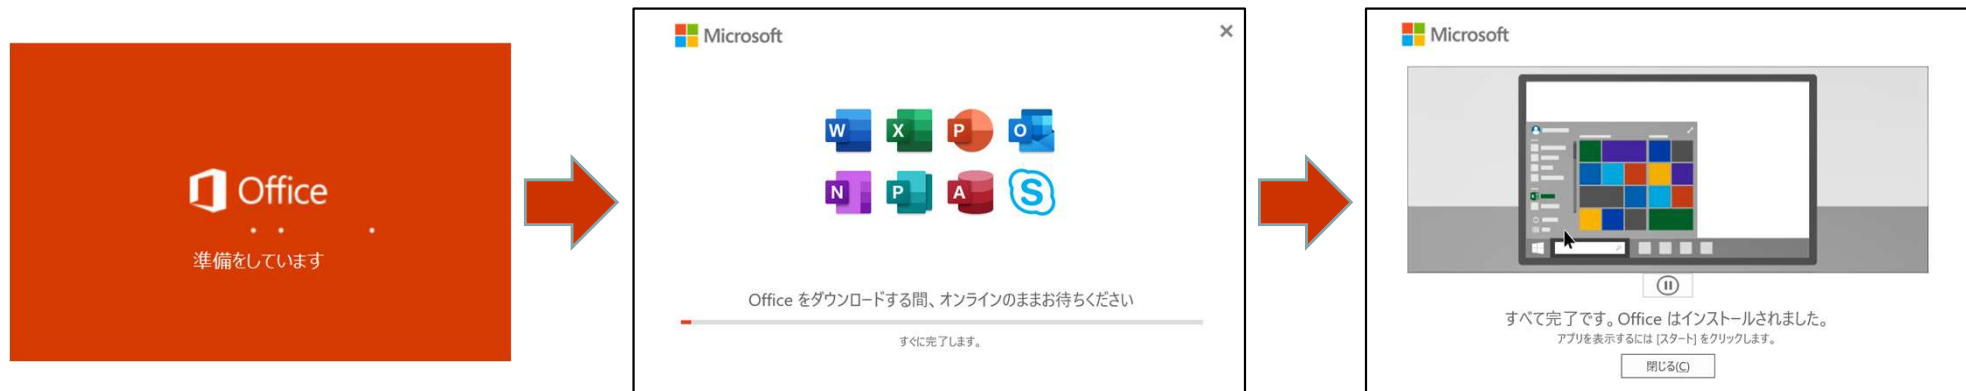 Office
準備をしています
Microsoft
W
X
P
O
N
P
A
S
Office をダウンロードする間、オンラインのままお待ちください
すぐに完了します。
Microsoft
すべて完了です。Office はインストールされました。
アプリを表示するには [スタート] をクリックします。
閉じる(C)